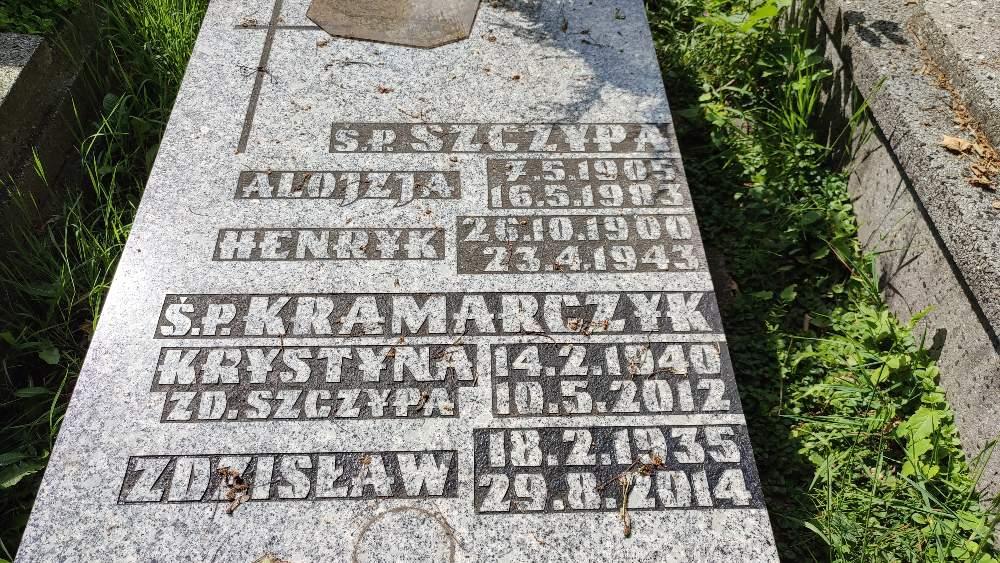 Ś.P. SZCZYPA
ALOJZJA 7.5.1905
16.5.1983
HENRYK 26.10.1900
23.4.1943
Ś.P. KRAMARCZYK
KRYSTYNA 14.2.1940
ZD. SZCZYPA 10.5.2012
ZDZISŁAW 18.2.1935
29.8.2014